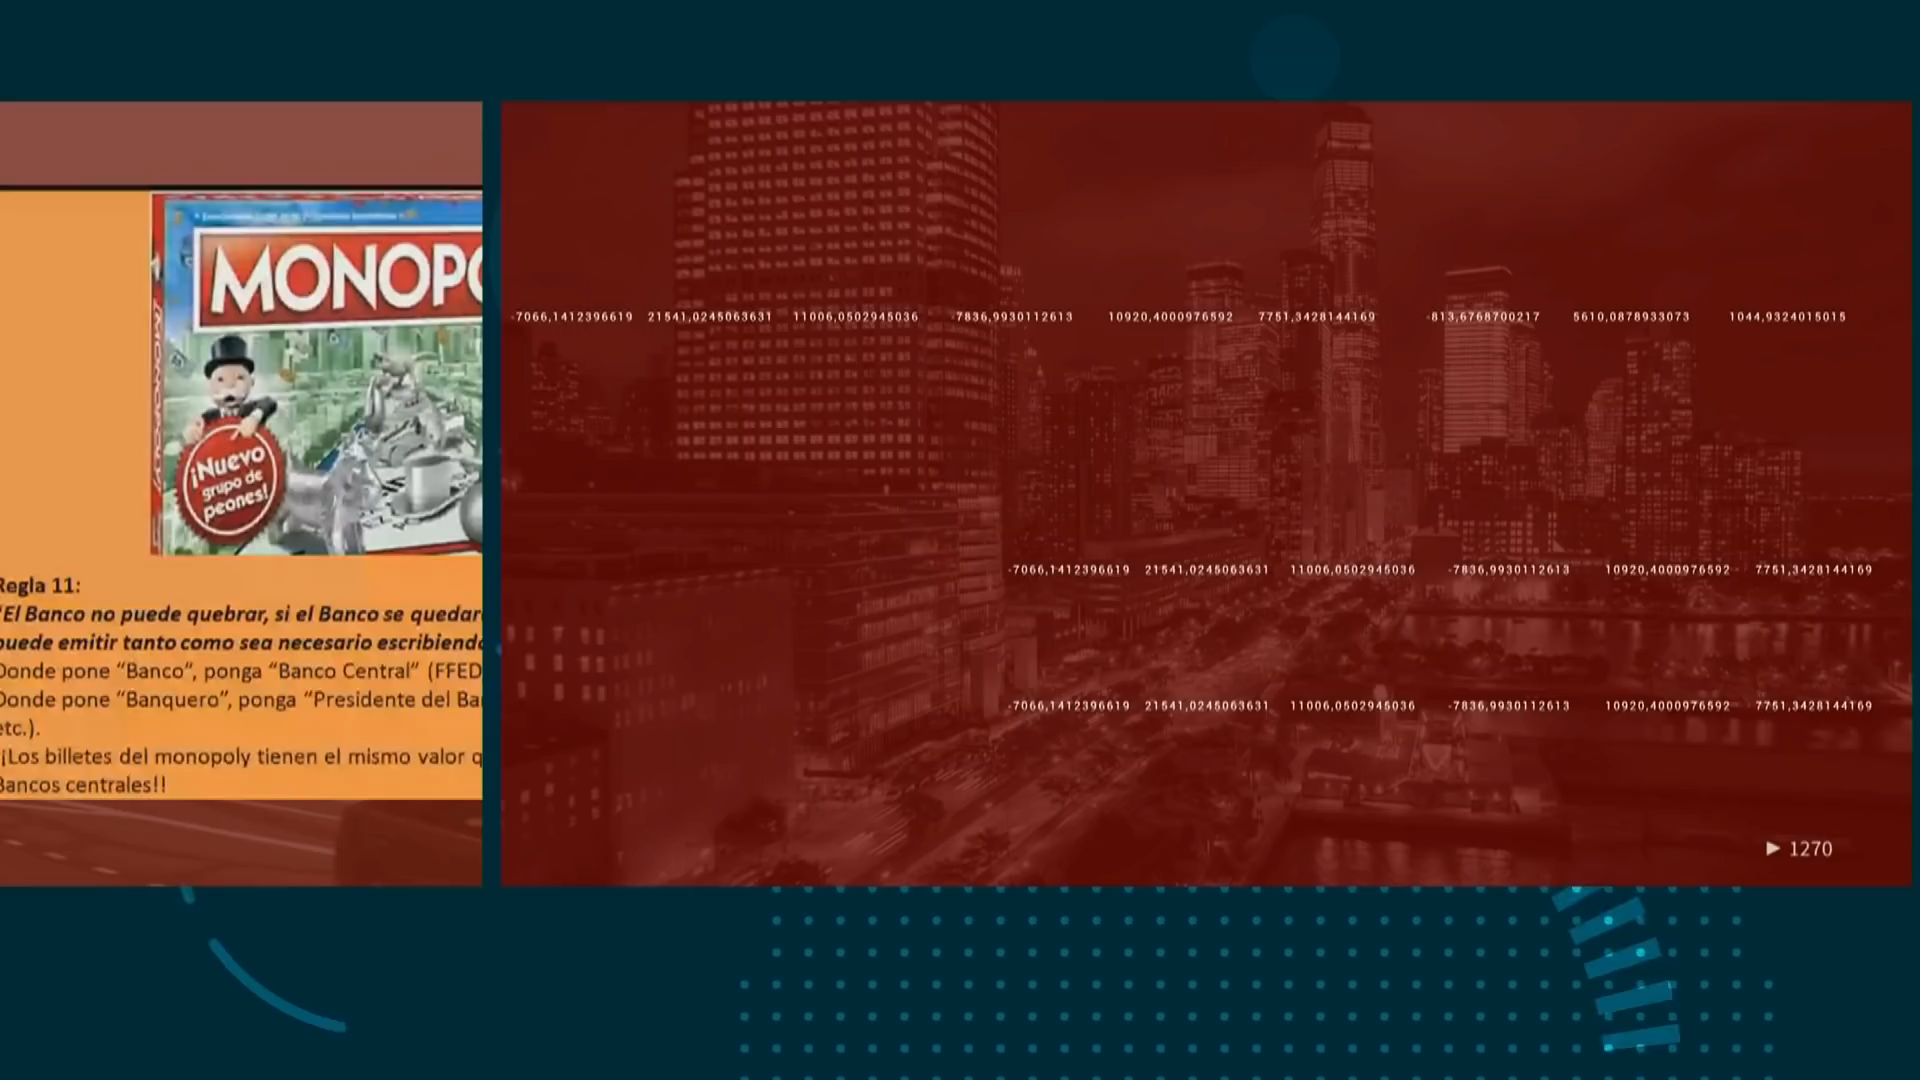 MONOPO
MONOPOLY
¡Nuevo
grupo de
peones!
Regla 11:
"El Banco no puede quebrar, si el Banco se quedar
puede emitir tanto como sea necesario escribiend
Donde pone “Banco”, ponga “Banco Central” (FFED
Donde pone “Banquero”, ponga “Presidente del Ba
etc.).
¡¡Los billetes del monopoly tienen el mismo valor q
Bancos centrales!!
-7066,1412396619 21541,0245063631 11006,0502945036 -7836,9930112613 10920,4000976592 7751,3428144169 -813,6768700217 5610,0878933073 1044,9324015015
-7066,1412396619 21541,0245063631 11006,0502945036 -7836,9930112613 10920,4000976592 7751,3428144169
-7066,1412396619 21541,0245063631 11006,0502945036 -7836,9930112613 10920,4000976592 7751,3428144169
1270